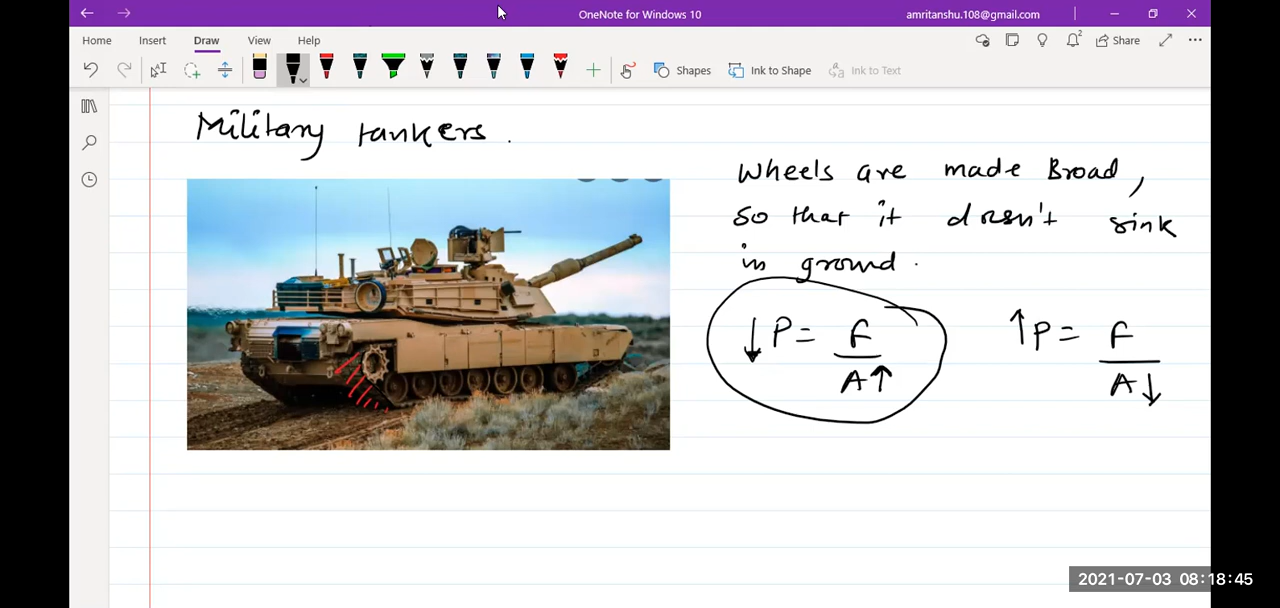 OneNote for Windows 10
amritanshu.108@gmail.com
Home Insert Draw View Help
2
Share
Shapes
Ink to Shape
Ink to Text
Military tankers.
Wheels are made Broad,
so that it doesn't sink
in ground.
↓ P = F / A↑
↑ P = F / A↓
2021-07-03 08:18:45